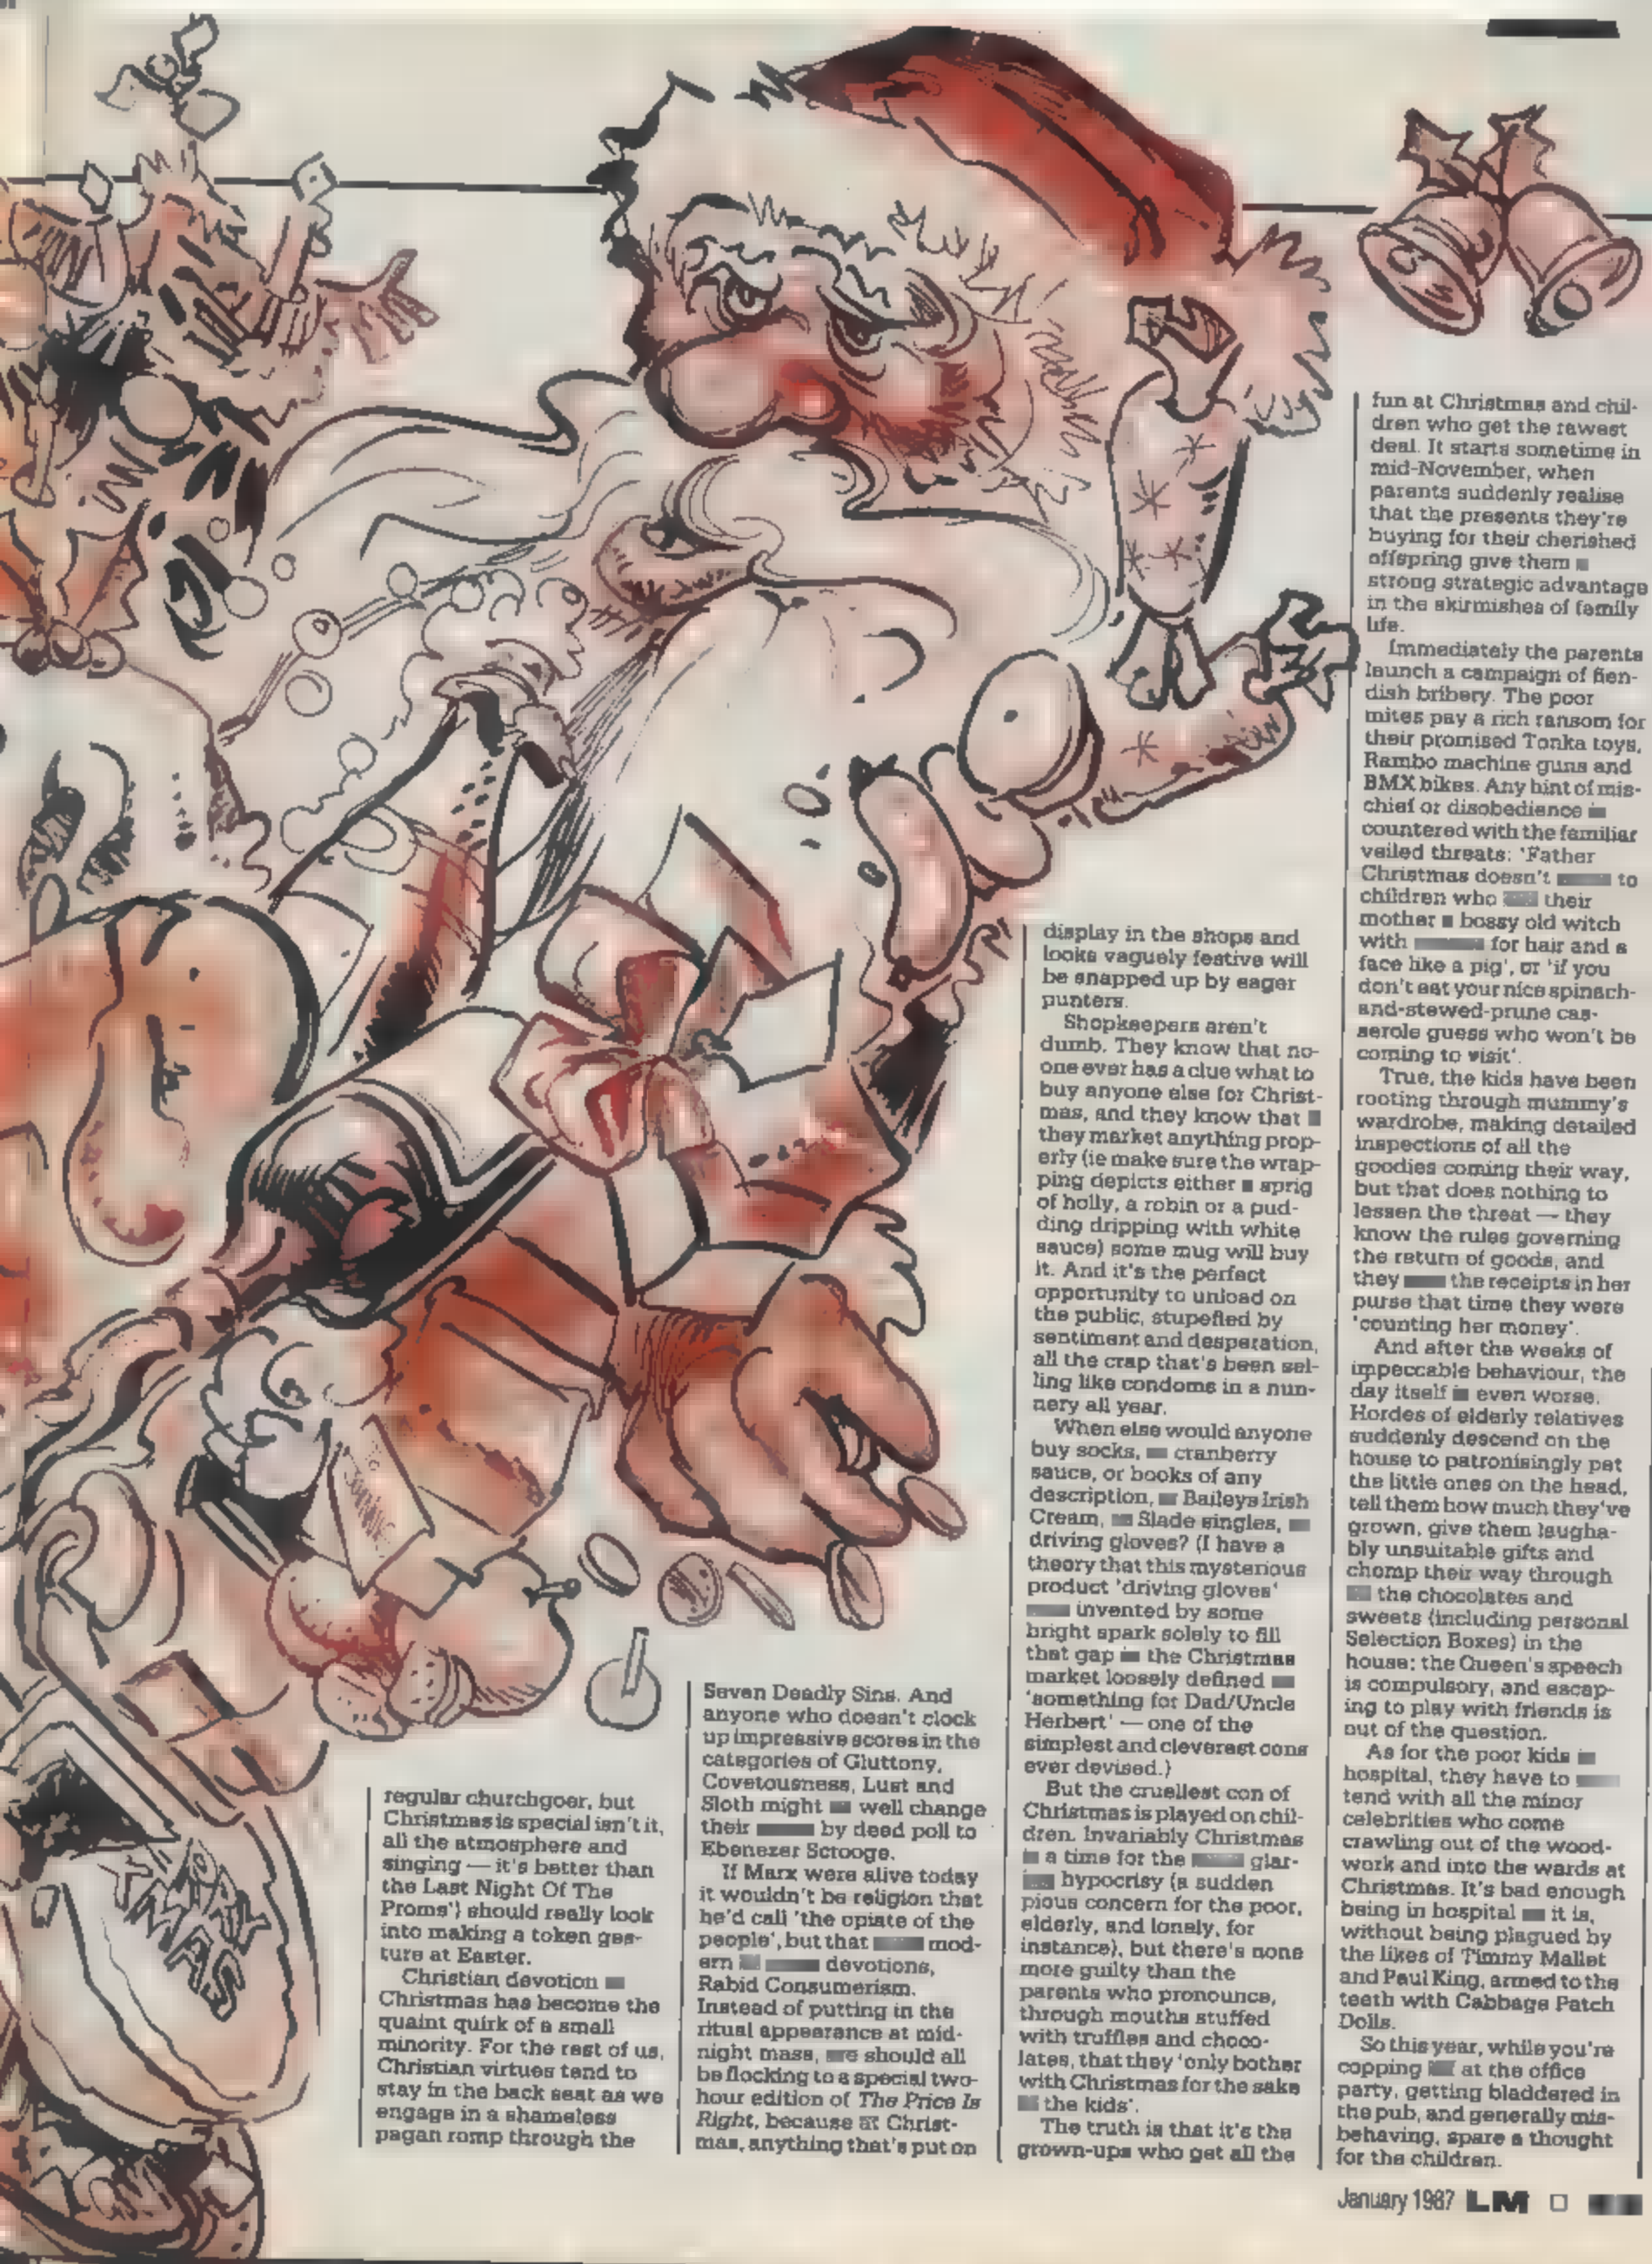 regular churchgoer, but
Christmas is special isn't it,
all the atmosphere and
singing — it's better than
the Last Night Of The
Proms') should really look
into making a token ges-
ture at Easter.
Christian devotion
Christmas has become the
quaint quirk of a small
minority. For the rest of us,
Christian virtues tend to
stay in the back seat as we
engage in a shameless
pagan romp through the
Seven Deadly Sins. And
anyone who doesn't clock
up impressive scores in the
categories of Gluttony,
Covetousness, Lust and
Sloth might well change
their by deed poll to
Ebenezer Scrooge.
If Marx were alive today
it wouldn't be religion that
he'd call 'the opiate of the
people', but that mod-
ern devotions,
Rabid Consumerism.
Instead of putting in the
ritual appearance at mid-
night mass, we should all
be flocking to a special two-
hour edition of The Price Is
Right, because at Christ-
mas, anything that's put on
display in the shops and
looks vaguely festive will
be snapped up by eager
punters.
Shopkeepers aren't
dumb. They know that no-
one ever has a clue what to
buy anyone else for Christ-
mas, and they know that
they market anything prop-
erly (ie make sure the wrap-
ping depicts either sprig
of holly, a robin or a pud-
ding dripping with white
sauce) some mug will buy
it. And it's the perfect
opportunity to unload on
the public, stupefied by
sentiment and desperation,
all the crap that's been sel-
ling like condoms in a nun-
nery all year.
When else would anyone
buy socks, cranberry
sauce, or books of any
description, Baileys Irish
Cream, Slade singles,
driving gloves? (I have a
theory that this mysterious
product 'driving gloves'
invented by some
bright spark solely to fill
that gap the Christmas
market loosely defined
'something for Dad/Uncle
Herbert' — one of the
simplest and cleverest cons
ever devised.)
But the cruellest con of
Christmas is played on chil-
dren. Invariably Christmas
a time for the glar-
hypocrisy (a sudden
pious concern for the poor,
elderly, and lonely, for
instance), but there's none
more guilty than the
parents who pronounce,
through mouths stuffed
with truffles and choco-
lates, that they 'only bother
with Christmas for the sake
the kids'.
The truth is that it's the
grown-ups who get all the
fun at Christmas and chil-
dren who get the rawest
deal. It starts sometime in
mid-November, when
parents suddenly realise
that the presents they're
buying for their cherished
offspring give them
strong strategic advantage
in the skirmishes of family
life.
Immediately the parents
launch a campaign of fien-
dish bribery. The poor
mites pay a rich ransom for
their promised Tonka toys,
Rambo machine guns and
BMX bikes. Any hint of mis-
chief or disobedience
countered with the familiar
veiled threats: 'Father
Christmas doesn't to
children who their
mother bossy old witch
with for hair and a
face like a pig', or 'if you
don't eat your nice spinach-
and-stewed-prune cas-
serole guess who won't be
coming to visit'.
True, the kids have been
rooting through mummy's
wardrobe, making detailed
inspections of all the
goodies coming their way,
but that does nothing to
lessen the threat — they
know the rules governing
the return of goods, and
they the receipts in her
purse that time they were
'counting her money'.
And after the weeks of
impeccable behaviour, the
day itself even worse.
Hordes of elderly relatives
suddenly descend on the
house to patronisingly pat
the little ones on the head,
tell them how much they've
grown, give them laugha-
bly unsuitable gifts and
chomp their way through
the chocolates and
sweets (including personal
Selection Boxes) in the
house; the Queen's speech
is compulsory, and escap-
ing to play with friends is
out of the question.
As for the poor kids
hospital, they have to
tend with all the minor
celebrities who come
crawling out of the wood-
work and into the wards at
Christmas. It's bad enough
being in hospital it is,
without being plagued by
the likes of Timmy Mallet
and Paul King, armed to the
teeth with Cabbage Patch
Dolls.
So this year, while you're
copping at the office
party, getting bladdered in
the pub, and generally mis-
behaving, spare a thought
for the children.
January 1987 LM